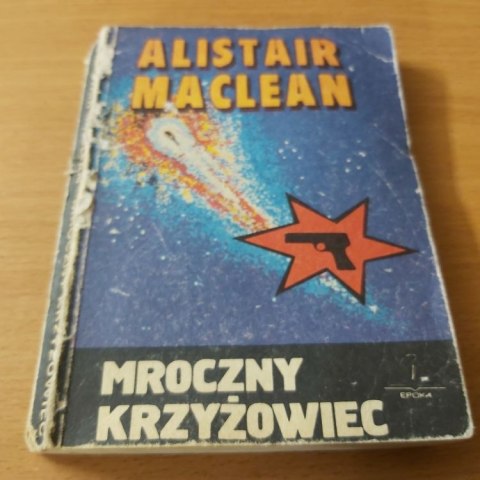 ALISTAIR
MACLEAN
MROCZNY
KRZYŻOWIEC
EPOKA